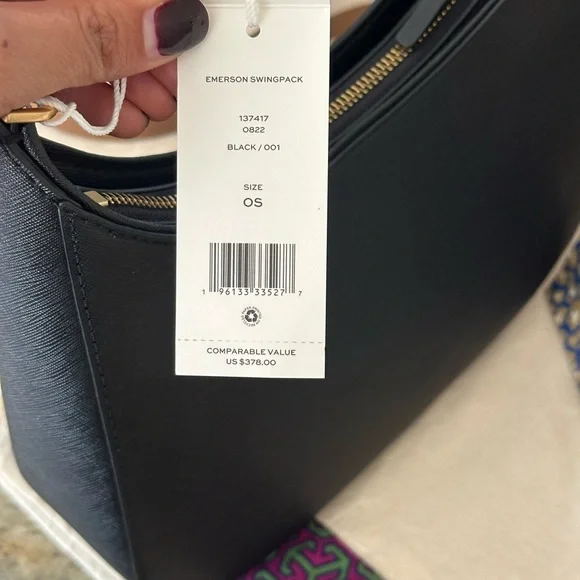 EMERSON SWINGPACK
137417
0822
BLACK / 001
SIZE
OS
1 96133 33527 7
COMPARABLE VALUE
US $378.00